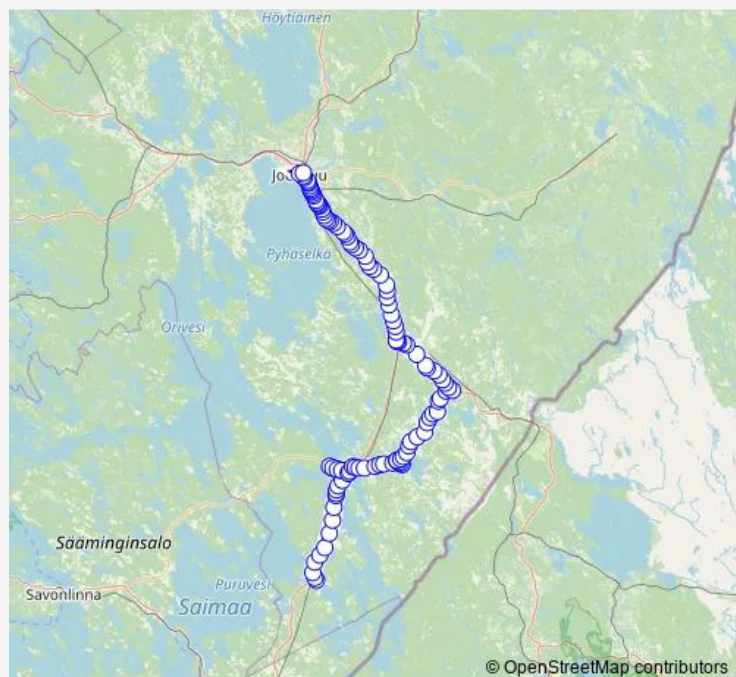 Höytiäinen
Pyhäselkä
Orivesi
Sääminginsalo
Puruvesi
Savonlinna
Saimaa
© OpenStreetMap contributors